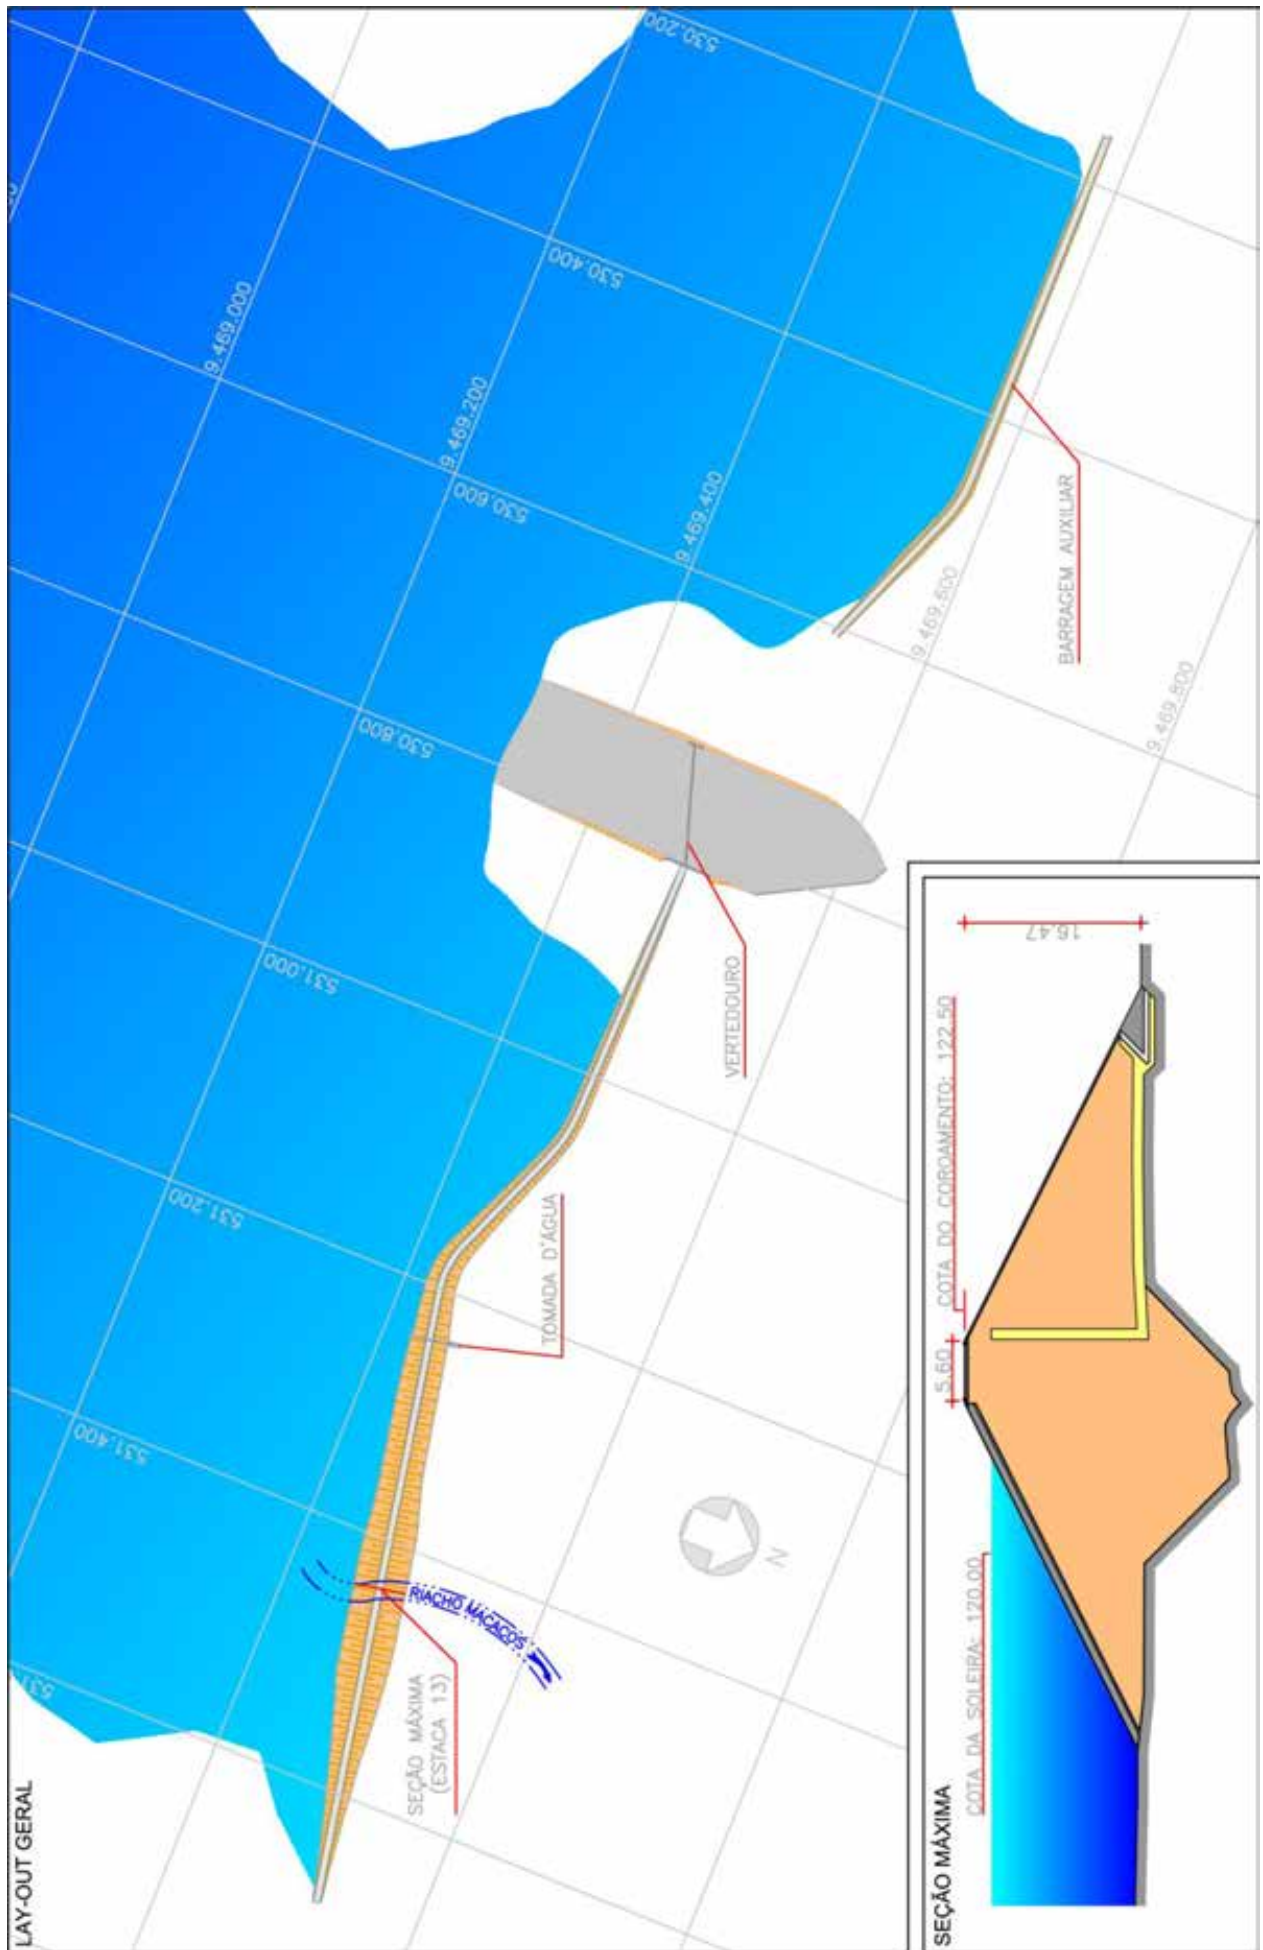 LAY-OUT GERAL
530.200
530.400
530.600
530.800
531.000
531.200
531.400
531
9.469.000
9.469.200
9.469.400
9.469.600
9.469.800
BARRAGEM AUXILIAR
VERTEDOURO
TOMADA D'ÁGUA
RIACHO MACACOS
SEÇÃO MÁXIMA
(ESTACA 13)
N
SEÇÃO MÁXIMA
COTA DA SOLEIRA: 120.00
5.60
COTA DO COROAMENTO: 122.50